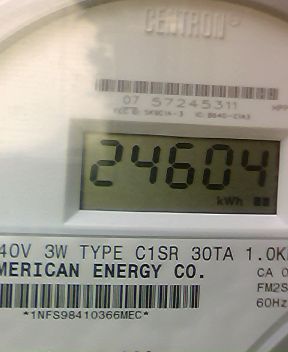 CENTRON
07 57245311
24604
kWh
40V 3W TYPE C1SR 30TA 1.0K
MERICAN ENERGY CO.
CA 0
FM2S
60Hz
*1NFS98410366MEC*